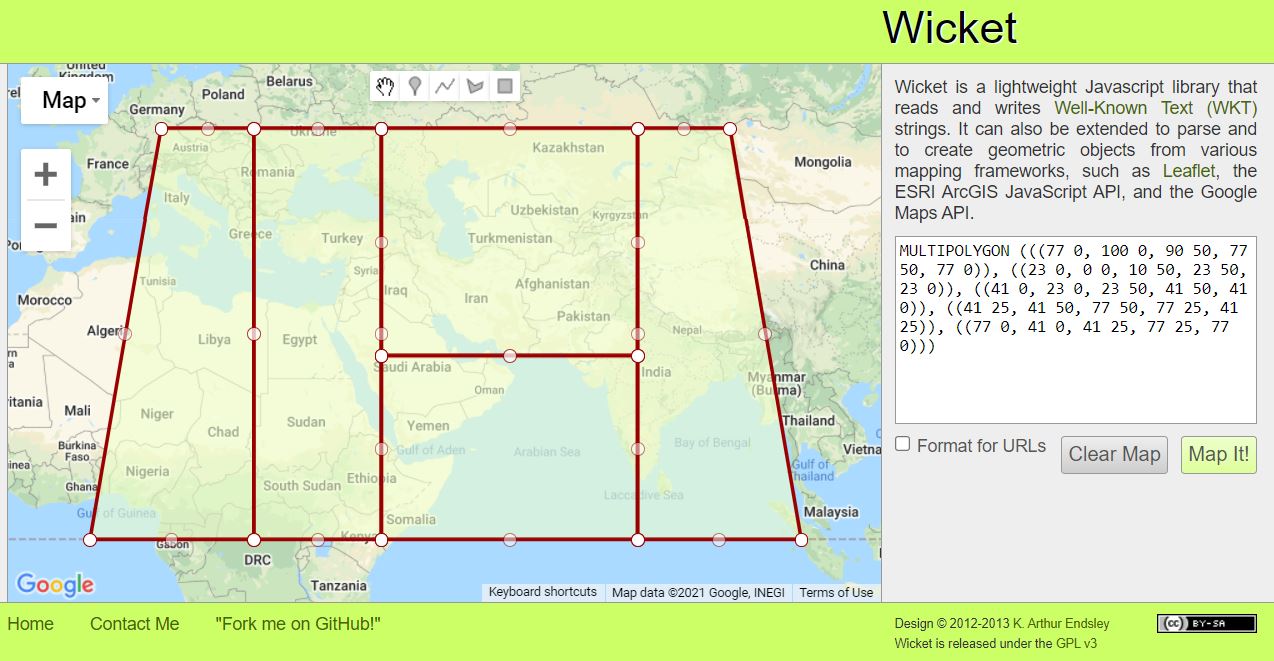 Wicket
United
Kingdom
Belarus
Poland
Map
Germany
Ukraine
Austria
Kazakhstan
France
Mongolia
Romania
Italy
Uzbekistan
Kyrgyzstan
Greece
Turkey
Turkmenistan
China
Syria
Tunisia
Afghanistan
Iraq
Iran
Morocco
Pakistan
Algeria
Nepal
Libya
Egypt
Saudi Arabia
India
Myanmar
(Burma)
Oman
Mali
Niger
Sudan
Yemen
Thailand
Chad
Burkina
Faso
Gulf of Aden
Arabian Sea
Bay of Bengal
Nigeria
Ethiopia
Gulf of
Thailand
South Sudan
Ghana
Laccadive Sea
Gulf of Guinea
Somalia
Malaysia
Gabon
Kenya
DRC
Tanzania
Google
Keyboard shortcuts
Map data ©2021 Google, INEGI
Terms of Use
Wicket is a lightweight Javascript library that
reads and writes Well-Known Text (WKT)
strings. It can also be extended to parse and
to create geometric objects from various
mapping frameworks, such as Leaflet, the
ESRI ArcGIS JavaScript API, and the Google
Maps API.
MULTIPOLYGON (((77 0, 100 0, 90 50, 77
50, 77 0)), ((23 0, 0 0, 10 50, 23 50,
23 0)), ((41 0, 23 0, 23 50, 41 50, 41
0)), ((41 25, 41 50, 77 50, 77 25, 41
25)), ((77 0, 41 0, 41 25, 77 25, 77
0)))
Format for URLs
Clear Map
Map It!
Home
Contact Me
"Fork me on GitHub!"
Design © 2012-2013 K. Arthur Endsley
Wicket is released under the GPL v3
cc BY-SA